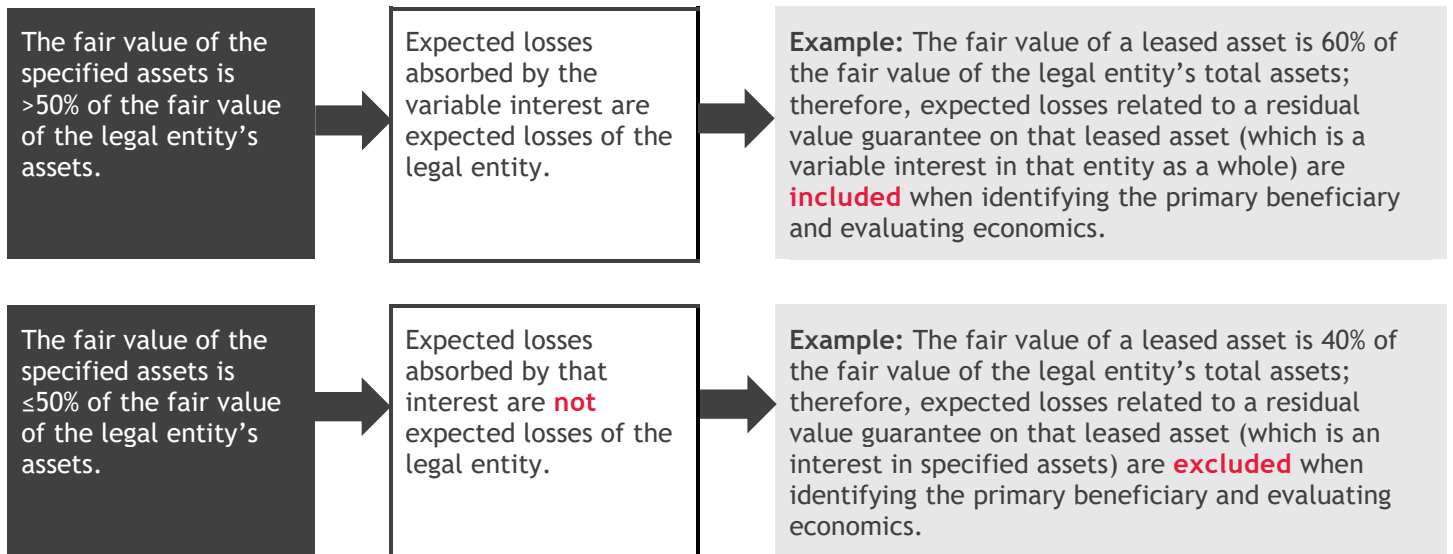 The fair value of the
specified assets is
>50% of the fair value
of the legal entity’s
assets.
Expected losses
absorbed by the
variable interest are
expected losses of the
legal entity.
Example: The fair value of a leased asset is 60% of
the fair value of the legal entity’s total assets;
therefore, expected losses related to a residual
value guarantee on that leased asset (which is a
variable interest in that entity as a whole) are
included when identifying the primary beneficiary
and evaluating economics.
The fair value of the
specified assets is
≤50% of the fair value
of the legal entity’s
assets.
Expected losses
absorbed by that
interest are not
expected losses of the
legal entity.
Example: The fair value of a leased asset is 40% of
the fair value of the legal entity’s total assets;
therefore, expected losses related to a residual
value guarantee on that leased asset (which is an
interest in specified assets) are excluded when
identifying the primary beneficiary and evaluating
economics.